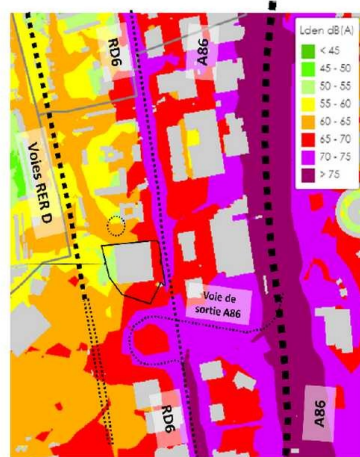 RD6
A86
Lden dB(A)
< 45
45 - 50
50 - 55
55 - 60
60 - 65
65 - 70
70 - 75
> 75
Voies RER D
Voie de
sortie A86
RD6
A86